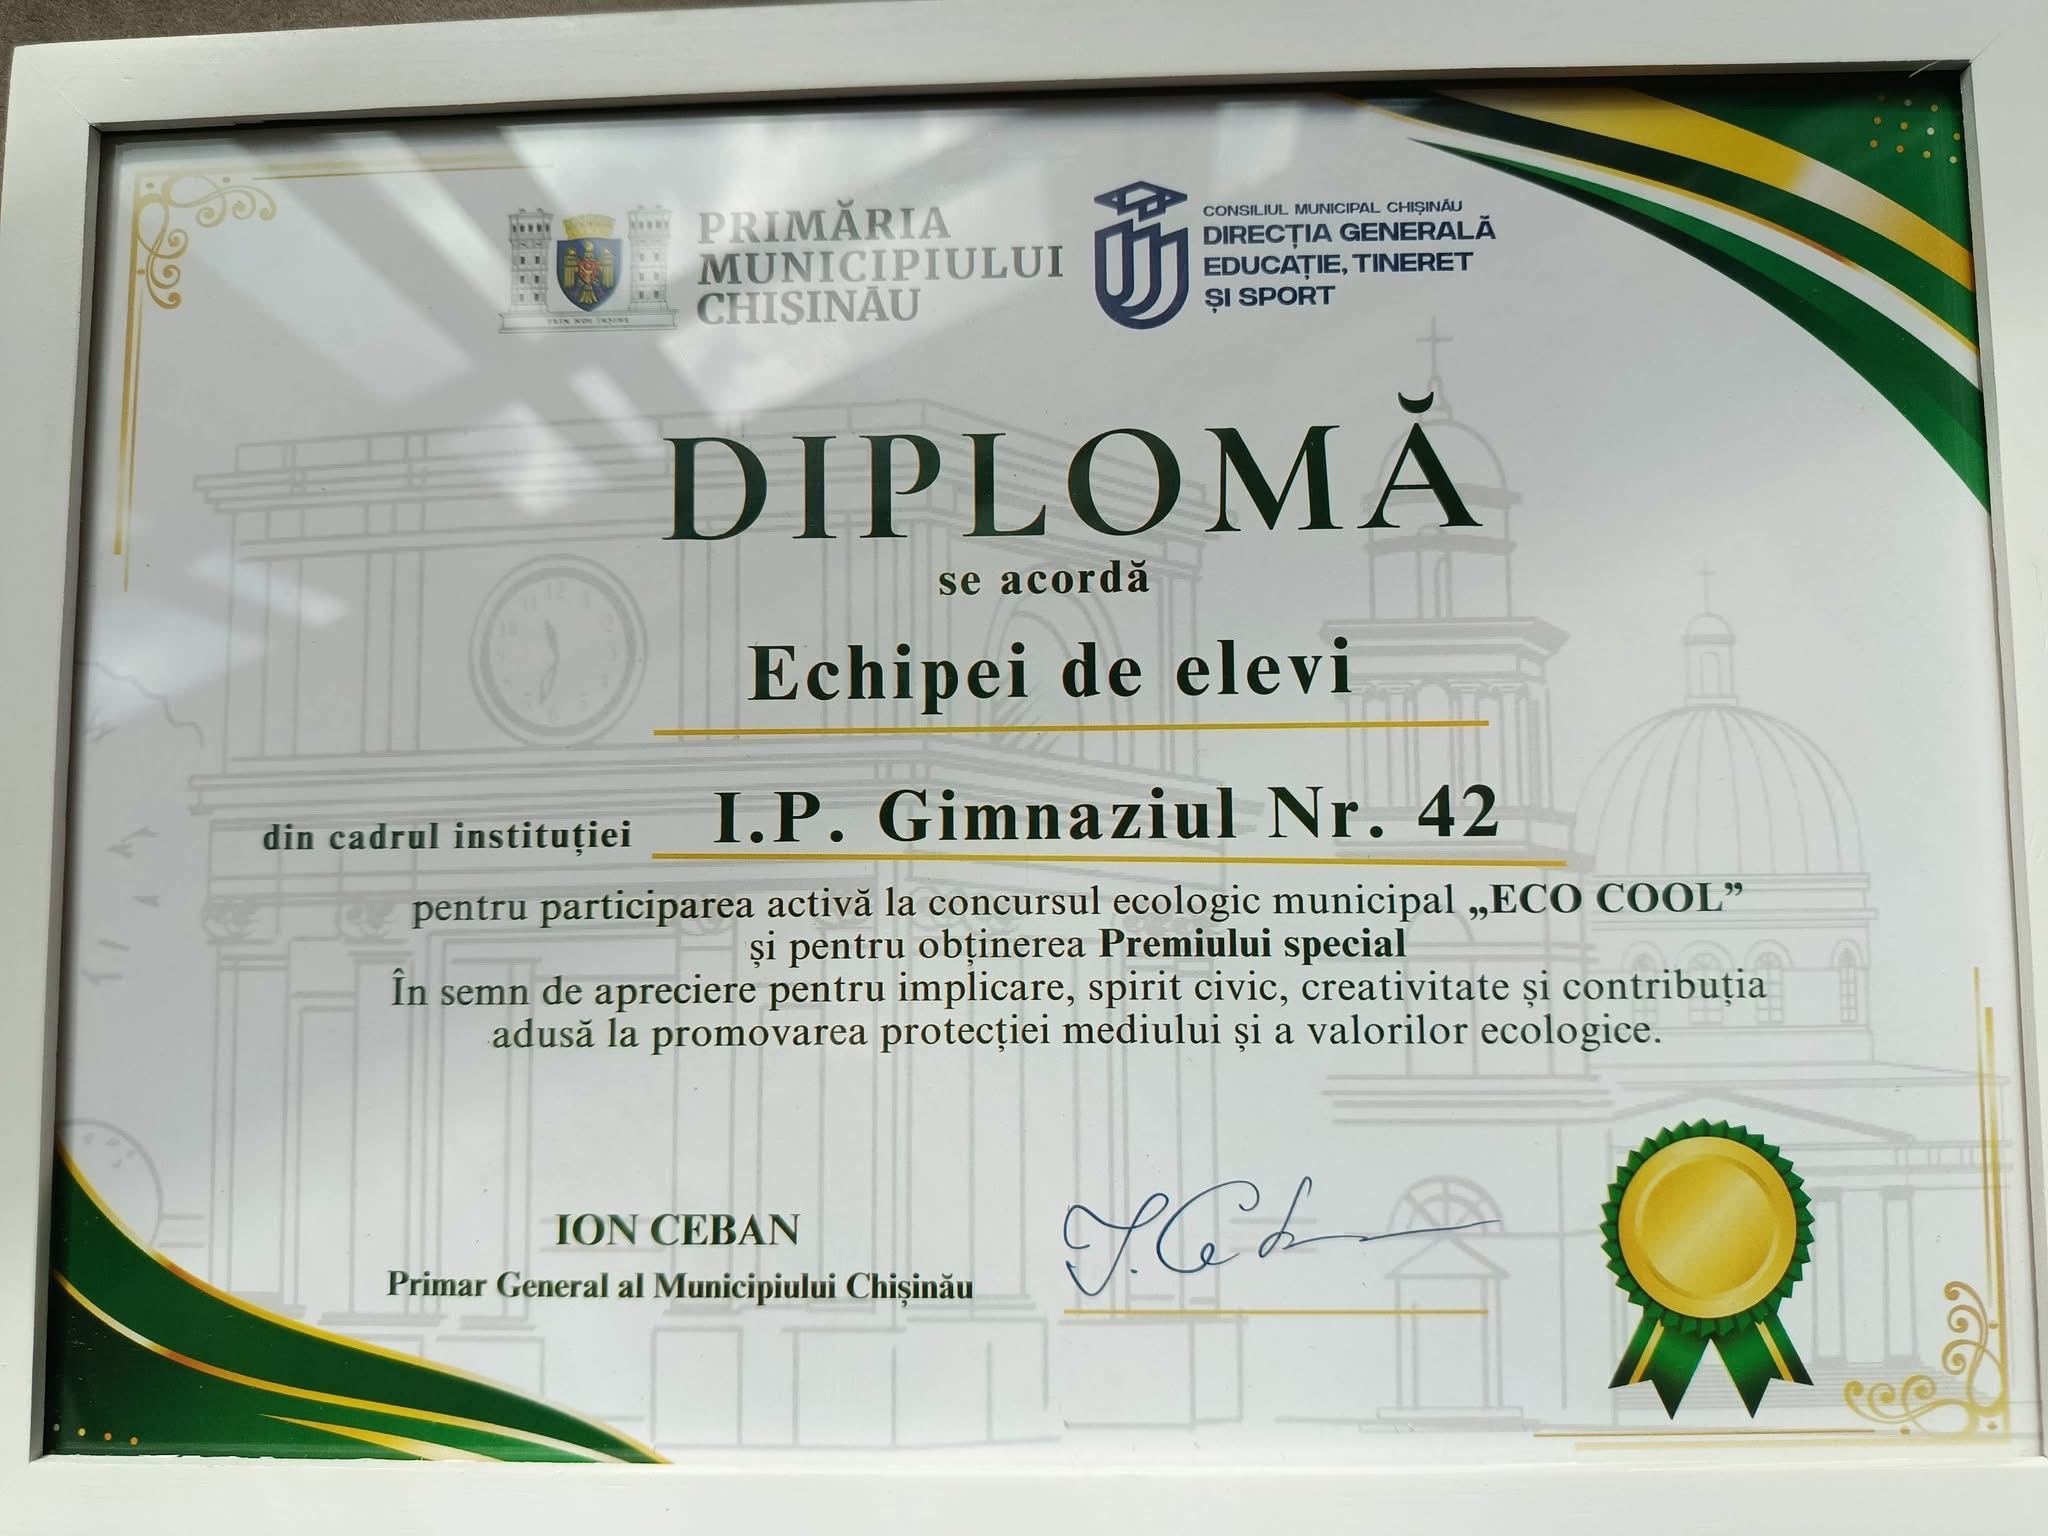 PRIMĂRIA
MUNICIPIULUI
CHIȘINĂU
CONSILIUL MUNICIPAL CHIȘINĂU
DIRECȚIA GENERALĂ
EDUCAȚIE, TINERET
ȘI SPORT
DIPLOMĂ
se acordă
Echipei de elevi
din cadrul instituției I.P. Gimnaziul Nr. 42
pentru participarea activă la concursul ecologic municipal „ECO COOL”
și pentru obținerea Premiului special
În semn de apreciere pentru implicare, spirit civic, creativitate și contribuția
adusă la promovarea protecției mediului și a valorilor ecologice.
ION CEBAN
Primar General al Municipiului Chișinău